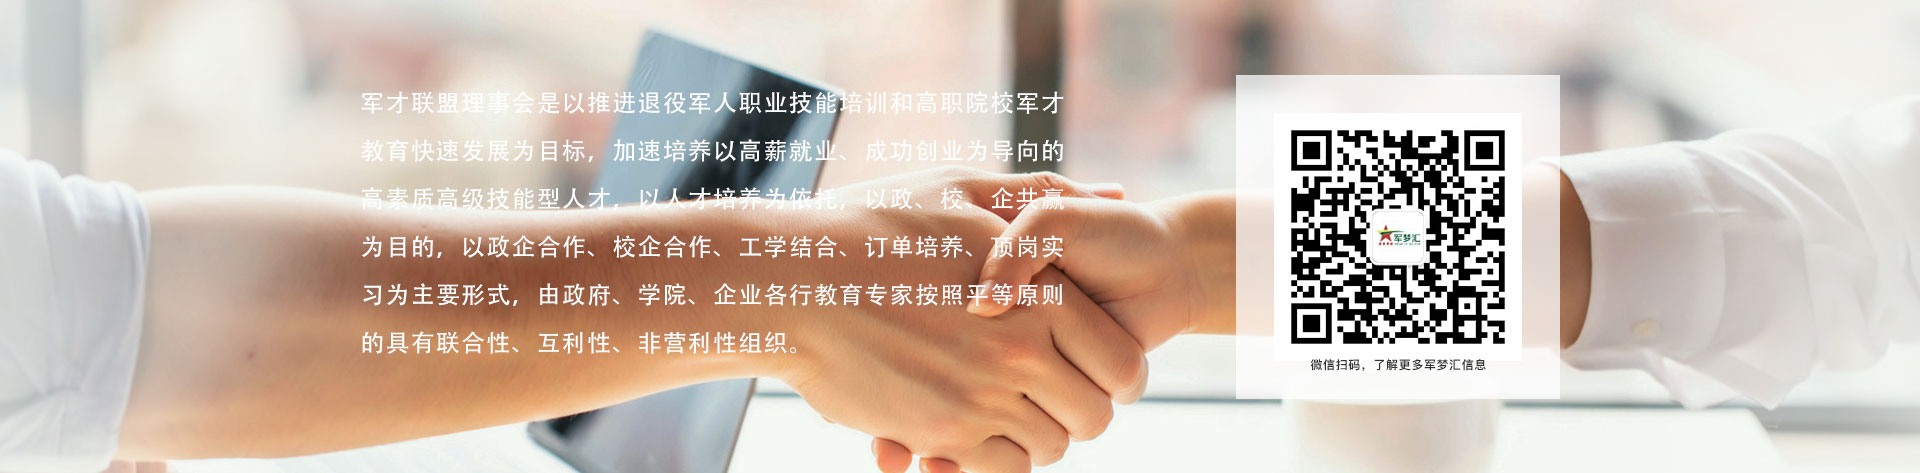 军才联盟理事会是以推进退役军人职业技能培训和高职院校军才
教育快速发展为目标，加速培养以高薪就业、成功创业为导向的
高素质高级技能型人才，以人才培养为依托，以政、校、企共赢
为目的，以政企合作、校企合作、工学结合、订单培养、顶岗实
习为主要形式，由政府、学院、企业各行教育专家按照平等原则
的具有联合性、互利性、非营利性组织。
军梦汇
微信扫码，了解更多军梦汇信息